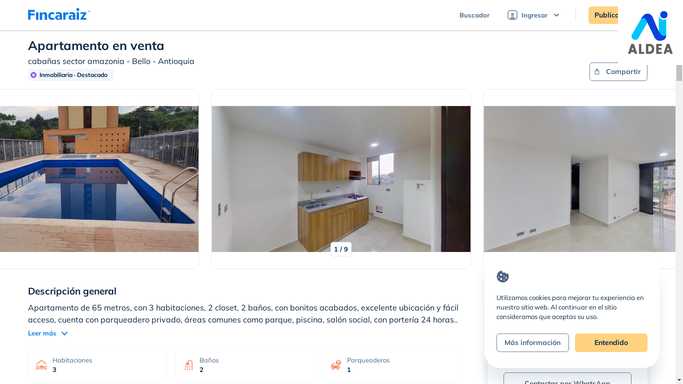 Fincaraiz
Buscador
Ingresar
ALDEA
Apartamento en venta
cabañas sector amazonia - Bello - Antioquia
Inmobiliaria · Destacado
Compartir
1 / 9
Descripción general
Apartamento de 65 metros, con 3 habitaciones, 2 closet, 2 baños, con bonitos acabados, excelente ubicación y fácil
acceso, cuenta con parqueadero privado, áreas comunes como parque, piscina, salón social, con portería 24 horas..
Leer más
Habitaciones
3
Baños
2
Parqueaderos
1
Utilizamos cookies para mejorar tu experiencia en
nuestro sitio web. Al continuar en el sitio
consideramos que aceptas su uso.
Más información
Entendido
Contactar por WhatsApp